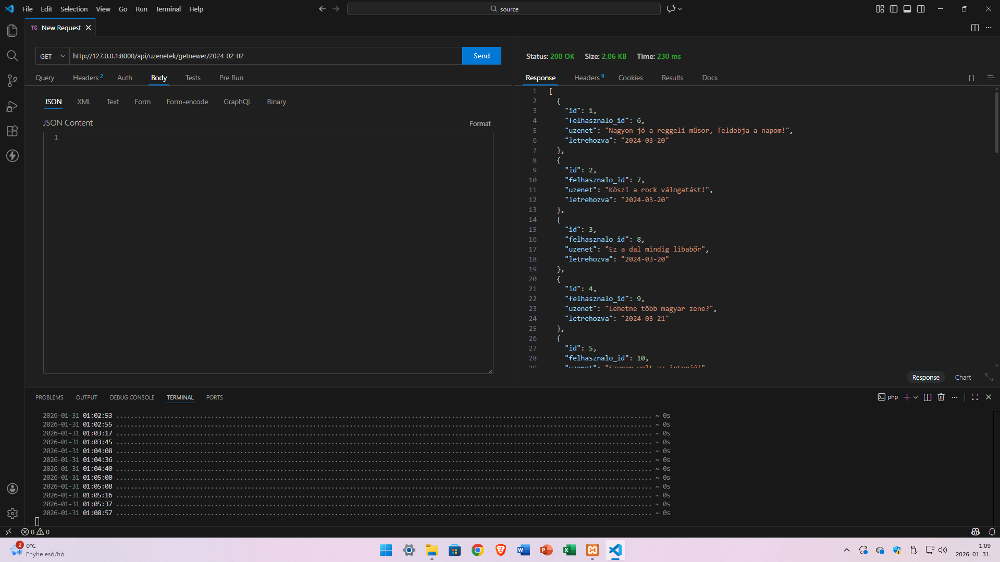 File Edit Selection View Go Run Terminal Help
source
TC New Request
GET http://127.0.0.1:8000/api/uzenetek/getnewer/2024-02-02 Send
Query Headers 2 Auth Body Tests Pre Run
JSON XML Text Form Form-encode GraphQL Binary
JSON Content Format
1
Status: 200 OK Size: 2.06 KB Time: 230 ms
Response Headers 9 Cookies Results Docs { }
1 [
2 {
3 "id": 1,
4 "felhasznalo_id": 6,
5 "uzenet": "Nagyon jó a reggeli műsor, feldobja a napom!",
6 "letrehozva": "2024-03-20"
7 },
8 {
9 "id": 2,
10 "felhasznalo_id": 7,
11 "uzenet": "Köszi a rock válogatást!",
12 "letrehozva": "2024-03-20"
13 },
14 {
15 "id": 3,
16 "felhasznalo_id": 8,
17 "uzenet": "Ez a dal mindig libabőr",
18 "letrehozva": "2024-03-20"
19 },
20 {
21 "id": 4,
22 "felhasznalo_id": 9,
23 "uzenet": "Lehetne több magyar zene?",
24 "letrehozva": "2024-03-21"
25 },
26 {
27 "id": 5,
28 "felhasznalo_id": 10,
29 "uzenet": "Szuper volt az interjú!"
Response Chart
PROBLEMS OUTPUT DEBUG CONSOLE TERMINAL PORTS
php
2026-01-31 01:02:53 ~ 0s
2026-01-31 01:02:55 ~ 0s
2026-01-31 01:03:17 ~ 0s
2026-01-31 01:03:45 ~ 0s
2026-01-31 01:04:08 ~ 0s
2026-01-31 01:04:36 ~ 0s
2026-01-31 01:04:40 ~ 0s
2026-01-31 01:05:00 ~ 0s
2026-01-31 01:05:08 ~ 0s
2026-01-31 01:05:16 ~ 0s
2026-01-31 01:05:37 ~ 0s
2026-01-31 01:08:57 ~ 0s
0 0
2
0°C
Enyhe eső/hó
1:09
2026. 01. 31.